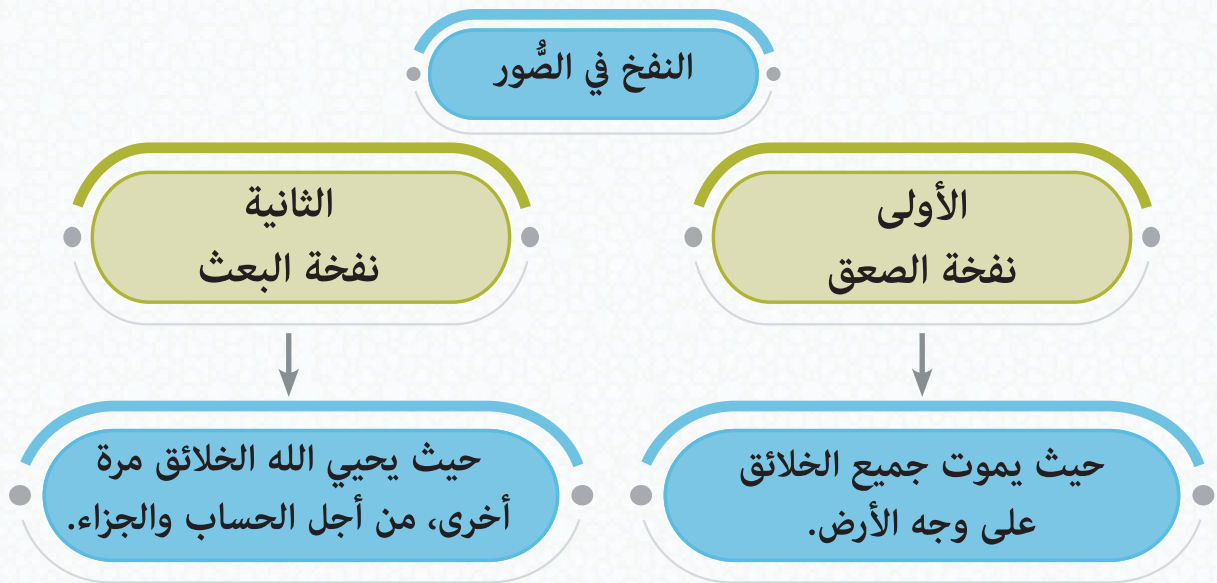 النفخ في الصُّور
الأولى
نفخة الصعق
حيث يموت جميع الخلائق
على وجه الأرض.
الثانية
نفخة البعث
حيث يحيي الله الخلائق مرة
أخرى، من أجل الحساب والجزاء.